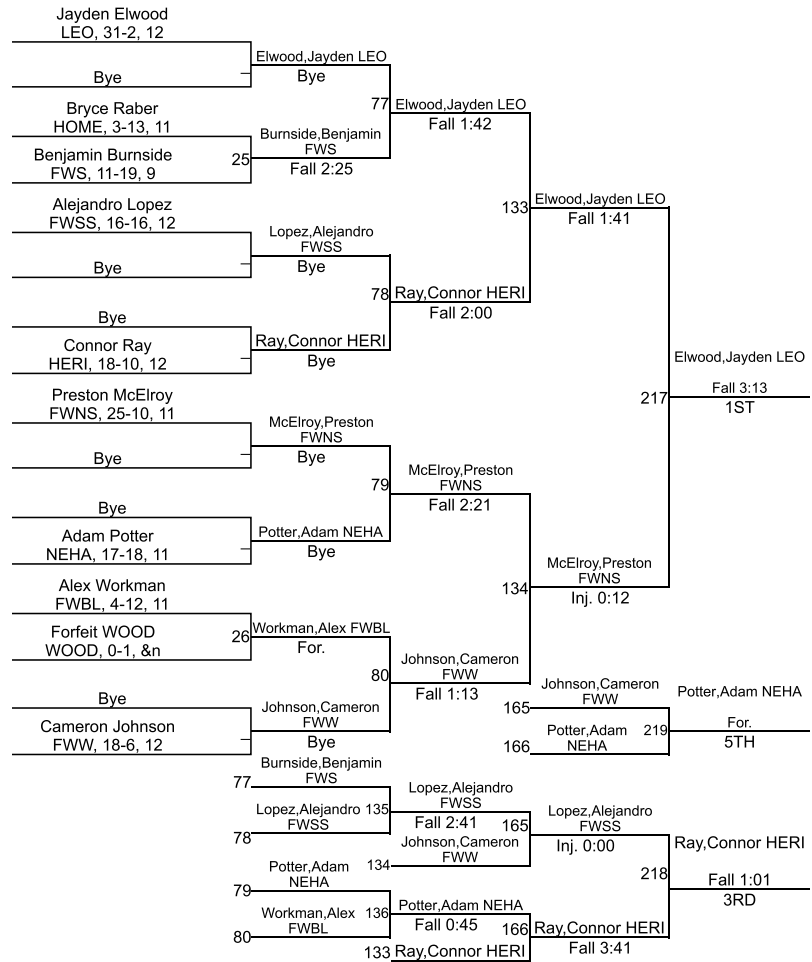 Jayden Elwood
LEO, 31-2, 12
Bye
Elwood,Jayden LEO
Bye
Bryce Raber
HOME, 3-13, 11
Benjamin Burnside
FWS, 11-19, 9
25
Burnside,Benjamin
FWS
Fall 2:25
77
Elwood,Jayden LEO
Fall 1:42
Alejandro Lopez
FWSS, 16-16, 12
Bye
Lopez,Alejandro
FWSS
Bye
Bye
Connor Ray
HERI, 18-10, 12
Ray,Connor HERI
Bye
78
Ray,Connor HERI
Fall 2:00
133
Elwood,Jayden LEO
Fall 1:41
Preston McElroy
FWNS, 25-10, 11
Bye
McElroy,Preston
FWNS
Bye
Bye
Adam Potter
NEHA, 17-18, 11
Potter,Adam NEHA
Bye
79
McElroy,Preston
FWNS
Fall 2:21
Alex Workman
FWBL, 4-12, 11
Forfeit WOOD
WOOD, 0-1, &n
26
Workman,Alex FWBL
For.
Bye
Cameron Johnson
FWW, 18-6, 12
Johnson,Cameron
FWW
Bye
80
Johnson,Cameron
FWW
Fall 1:13
134
McElroy,Preston
FWNS
Inj. 0:12
217
Elwood,Jayden LEO
Fall 3:13
1ST
165
Johnson,Cameron
FWW
166
Potter,Adam
NEHA
219
Potter,Adam NEHA
For.
5TH
77
Burnside,Benjamin
FWS
78
Lopez,Alejandro
FWSS
135
Lopez,Alejandro
FWSS
Fall 2:41
134
Johnson,Cameron
FWW
165
Lopez,Alejandro
FWSS
Inj. 0:00
79
Potter,Adam
NEHA
80
Workman,Alex
FWBL
136
Potter,Adam NEHA
Fall 0:45
133
Ray,Connor HERI
166
Ray,Connor HERI
Fall 3:41
218
Ray,Connor HERI
Fall 1:01
3RD